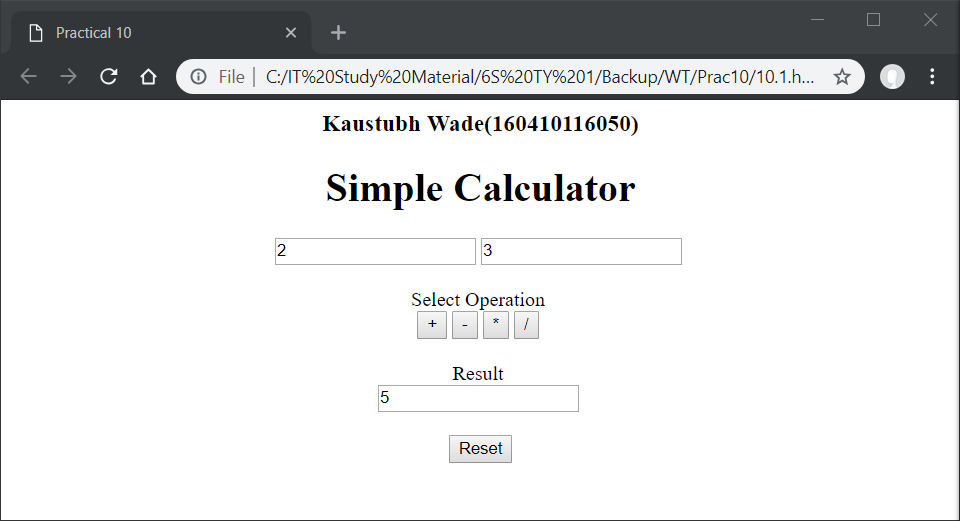 Practical 10
File | C:/IT%20Study%20Material/6S%20TY%201/Backup/WT/Prac10/10.1.h...
Kaustubh Wade(160410116050)
Simple Calculator
2 3
Select Operation
+ - * /
Result
5
Reset